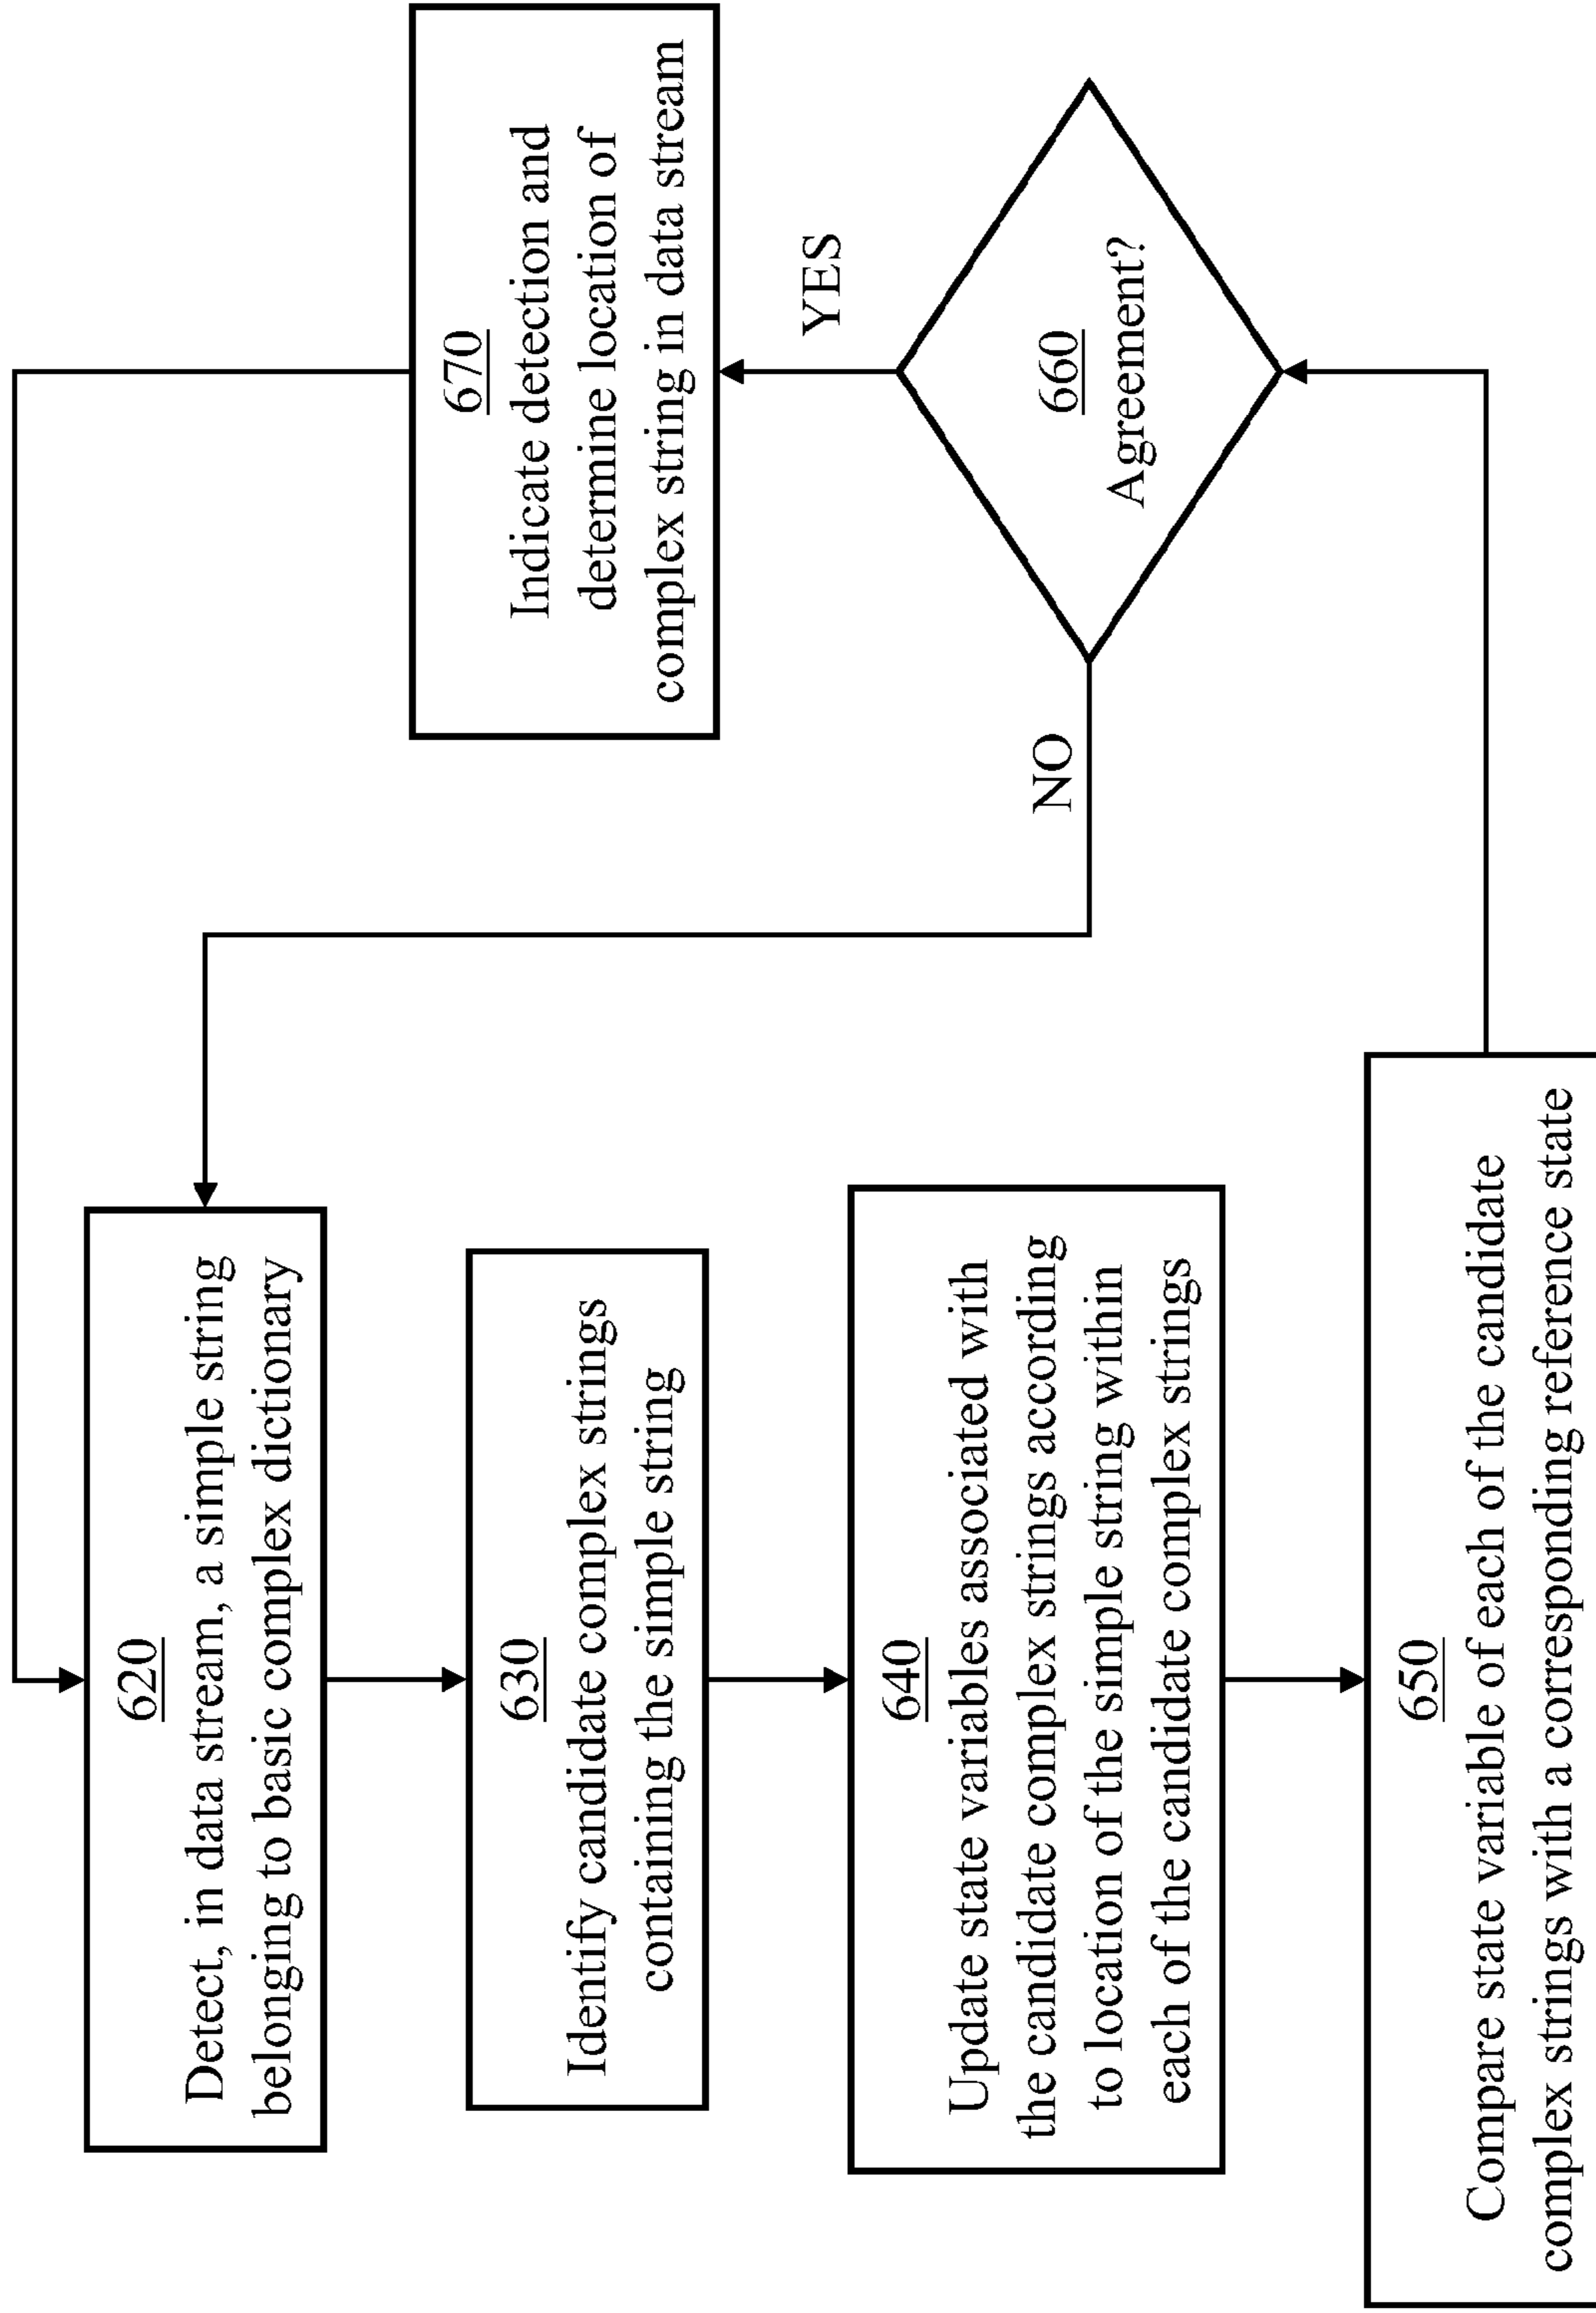 620
Detect, in data stream, a simple string
belonging to basic complex dictionary
630
Identify candidate complex strings
containing the simple string
640
Update state variables associated with
the candidate complex strings according
to location of the simple string within
each of the candidate complex strings
650
Compare state variable of each of the candidate
complex strings with a corresponding reference state
660
Agreement?
NO
YES
670
Indicate detection and
determine location of
complex string in data stream